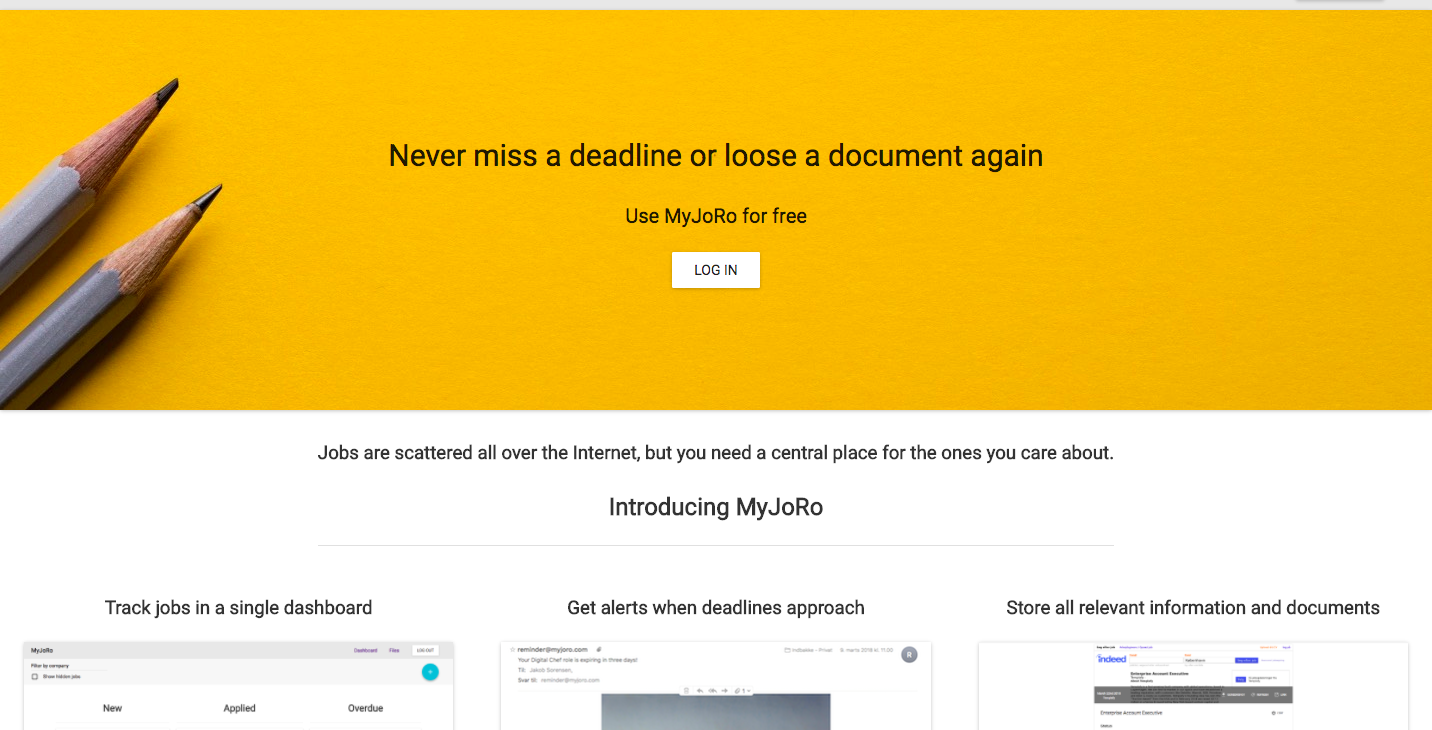 Never miss a deadline or loose a document again
Use MyJoRo for free
LOG IN
Jobs are scattered all over the Internet, but you need a central place for the ones you care about.
Introducing MyJoRo
Track jobs in a single dashboard
Get alerts when deadlines approach
Store all relevant information and documents
MyJoRo
Dashboard
Files
LOG OUT
Filter by company
Show hidden jobs
New
Applied
Overdue
reminder@myjoro.com
Your Digital Chef role is expiring in three days!
Til: Jakob Sorensen,
Svar til: reminder@myjoro.com
R
indeed
Enterprise Account Executive
Enterprise Account Executive